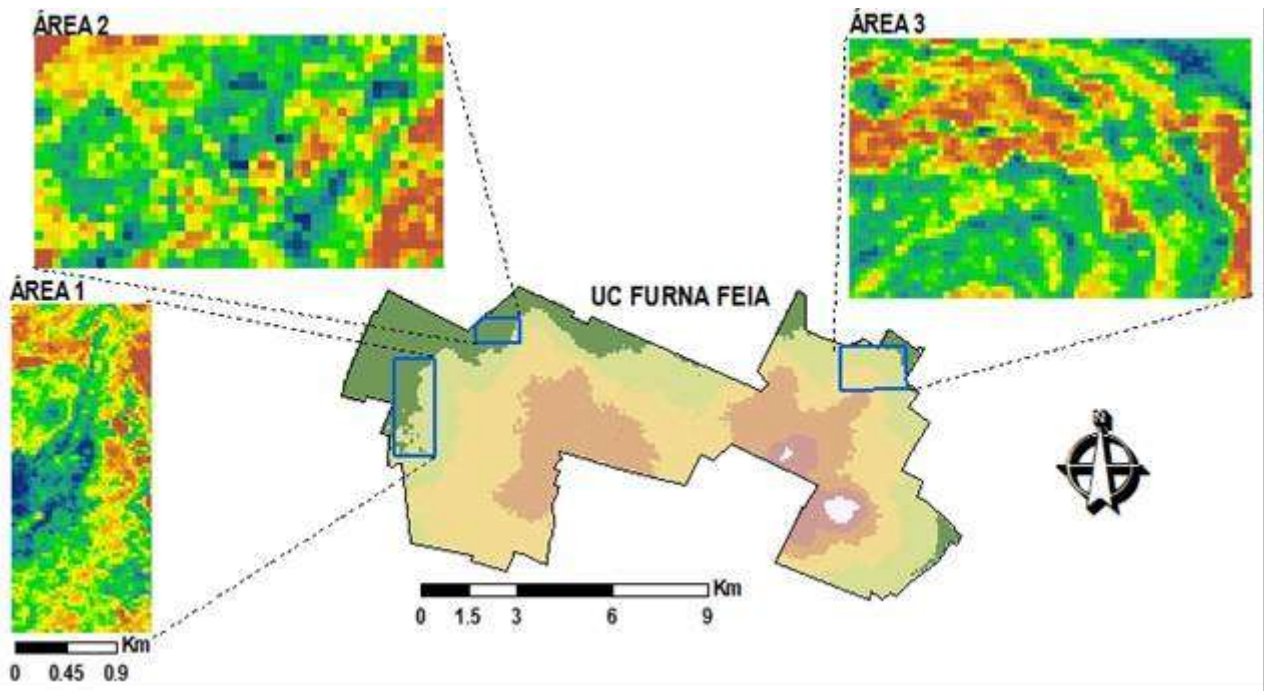 ÁREA 2
ÁREA 3
ÁREA 1
UC FURNA FEIA
N
Km
0 1.5 3 6 9
Km
0 0.45 0.9